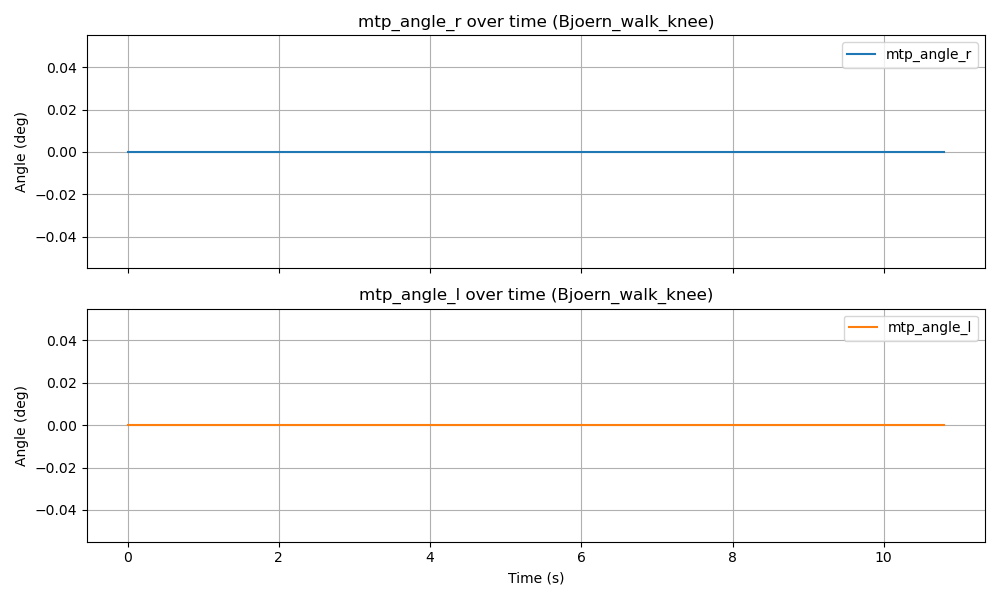 mtp_angle_r over time (Bjoern_walk_knee)
mtp_angle_r
0.04
0.02
0.00
−0.02
−0.04
Angle (deg)
mtp_angle_l over time (Bjoern_walk_knee)
mtp_angle_l
0.04
0.02
0.00
−0.02
−0.04
Angle (deg)
0 2 4 6 8 10
Time (s)